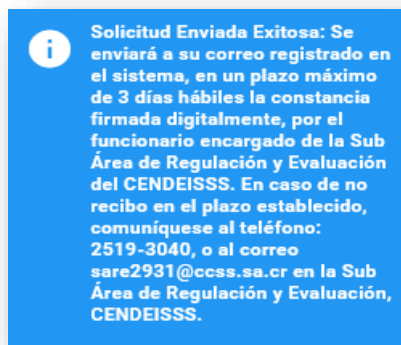 Solicitud Enviada Exitosa: Se
enviará a su correo registrado en
el sistema, en un plazo máximo
de 3 días hábiles la constancia
firmada digitalmente, por el
funcionario encargado de la Sub
Área de Regulación y Evaluación
del CENDEISSS. En caso de no
recibo en el plazo establecido,
comuníquese al teléfono:
2519-3040, o al correo
sare2931@ccss.sa.cr en la Sub
Área de Regulación y Evaluación,
CENDEISSS.